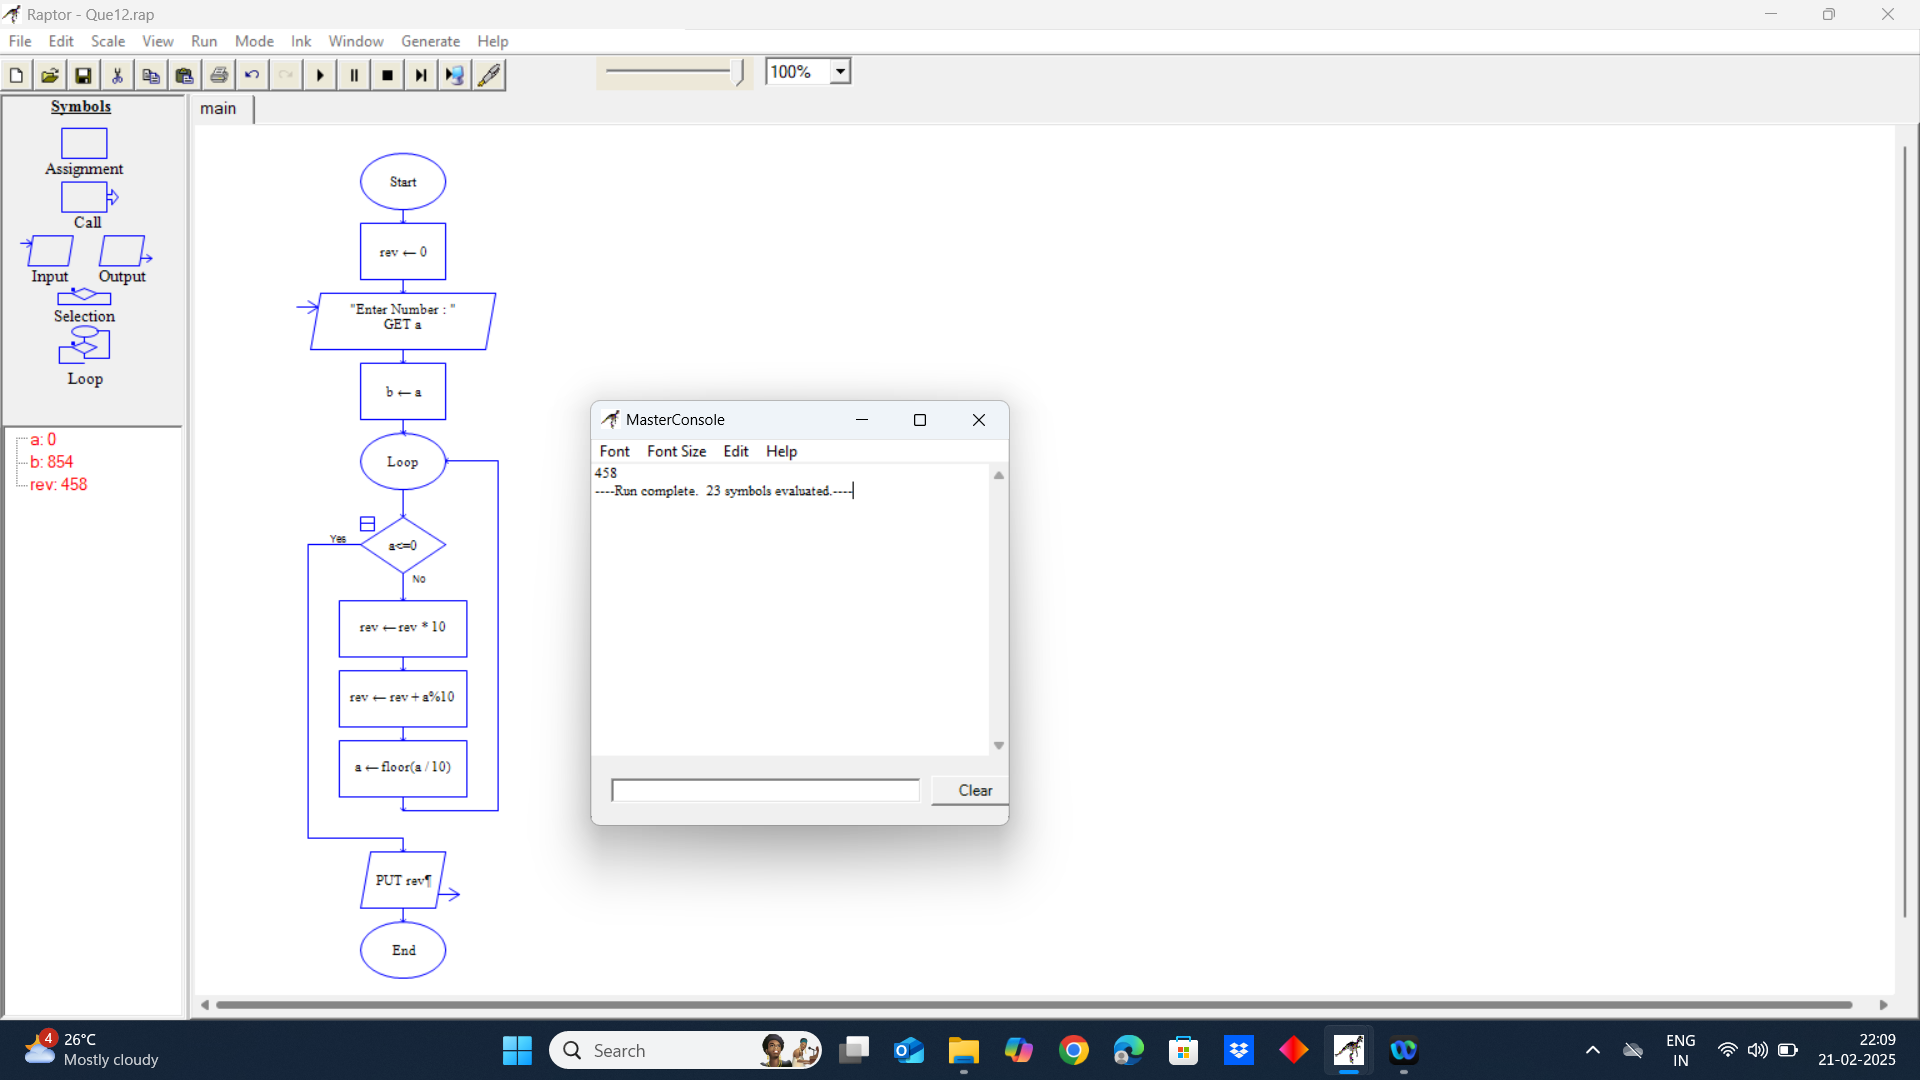 Raptor - Que12.rap
File Edit Scale View Run Mode Ink Window Generate Help
100%
Symbols
Assignment
Call
Input Output
Selection
Loop
a: 0
b: 854
rev: 458
main
Start
rev ← 0
"Enter Number : "
GET a
b ← a
Loop
Yes
a<=0
No
rev ← rev * 10
rev ← rev + a%10
a ← floor(a / 10)
PUT rev¶
End
MasterConsole
Font Font Size Edit Help
458
----Run complete.  23 symbols evaluated.----
Clear
4
26°C
Mostly cloudy
Search
ENG
IN
22:09
21-02-2025